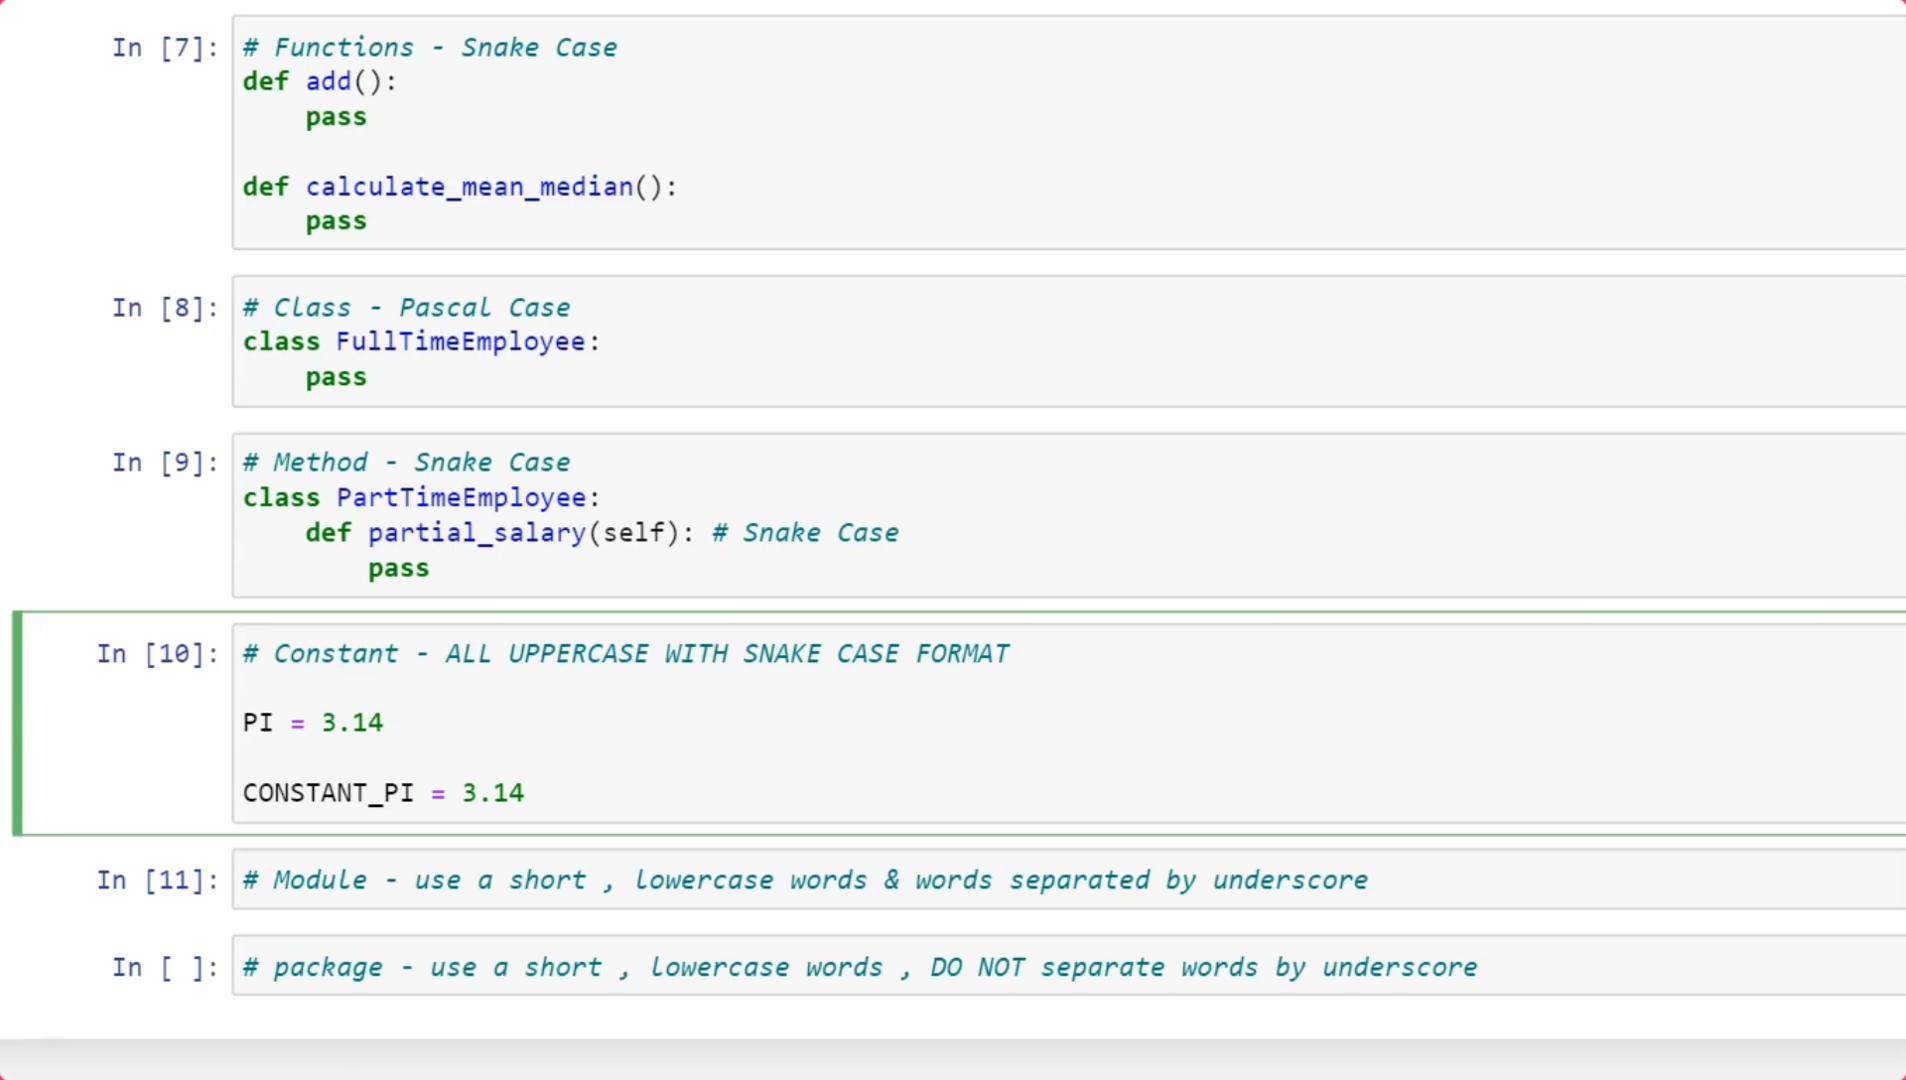 In [7]: # Functions - Snake Case
def add():
    pass
def calculate_mean_median():
    pass
In [8]: # Class - Pascal Case
class FullTimeEmployee:
    pass
In [9]: # Method - Snake Case
class PartTimeEmployee:
    def partial_salary(self): # Snake Case
        pass
In [10]: # Constant - ALL UPPERCASE WITH SNAKE CASE FORMAT
PI = 3.14
CONSTANT_PI = 3.14
In [11]: # Module - use a short , lowercase words & words separated by underscore
In [ ]: # package - use a short , lowercase words , DO NOT separate words by underscore